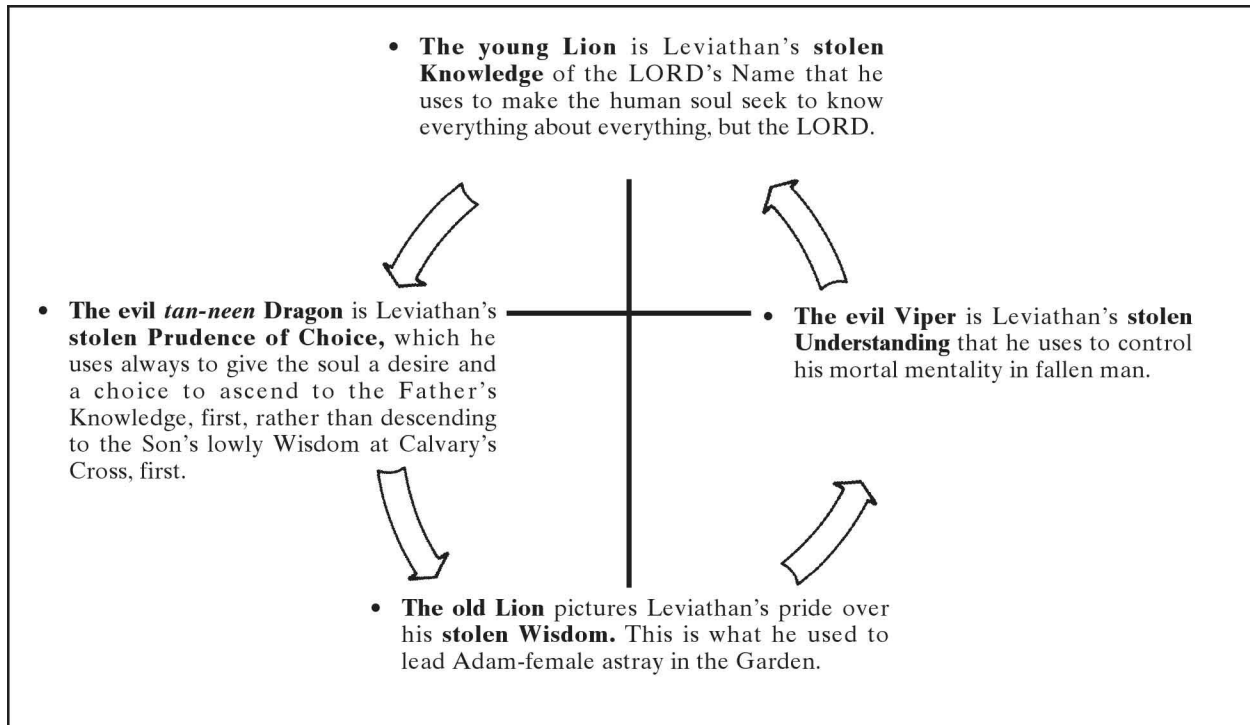 • The young Lion is Leviathan’s stolen
Knowledge of the LORD’s Name that he
uses to make the human soul seek to know
everything about everything, but the LORD.
• The evil tan-neen Dragon is Leviathan’s
stolen Prudence of Choice, which he
uses always to give the soul a desire and
a choice to ascend to the Father’s
Knowledge, first, rather than descending
to the Son’s lowly Wisdom at Calvary’s
Cross, first.
• The evil Viper is Leviathan’s stolen
Understanding that he uses to control
his mortal mentality in fallen man.
• The old Lion pictures Leviathan’s pride over
his stolen Wisdom. This is what he used to
lead Adam-female astray in the Garden.